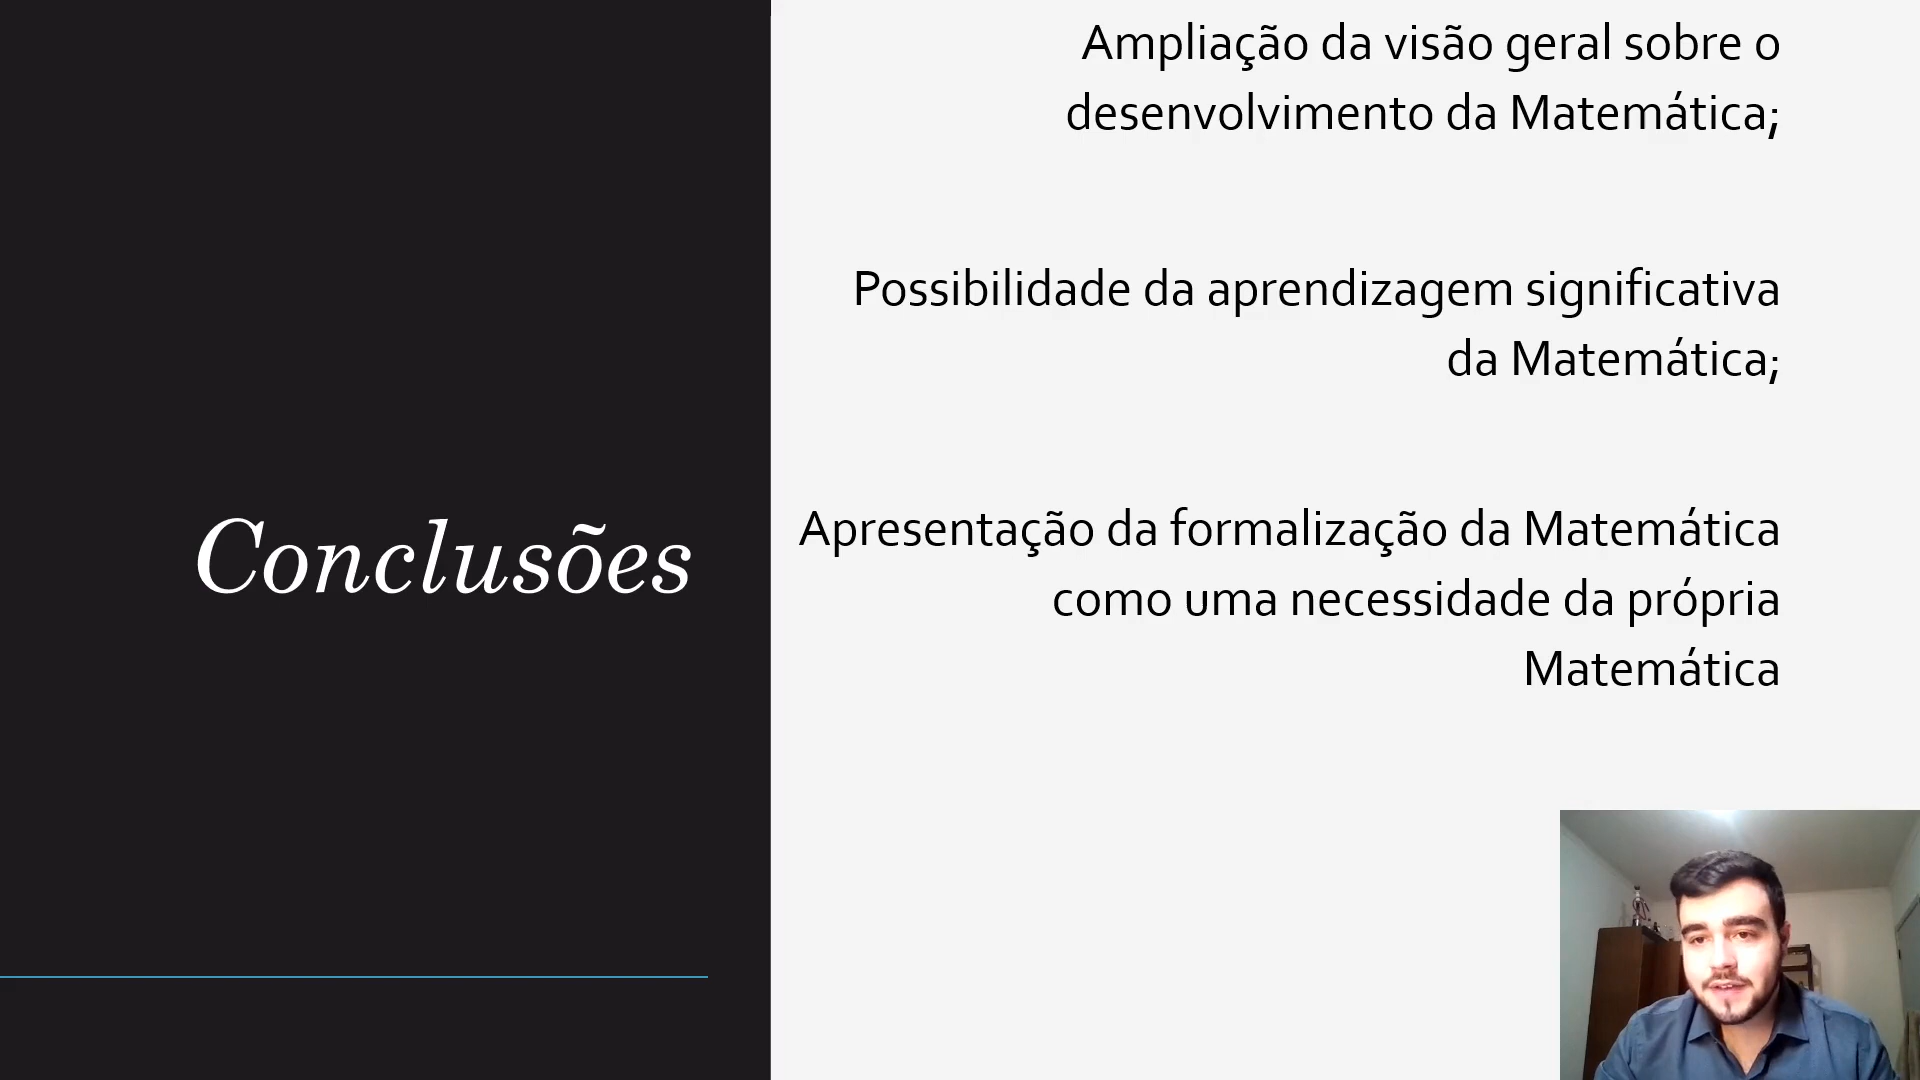 Conclusões
Ampliação da visão geral sobre o
desenvolvimento da Matemática;
Possibilidade da aprendizagem significativa
da Matemática;
Apresentação da formalização da Matemática
como uma necessidade da própria
Matemática